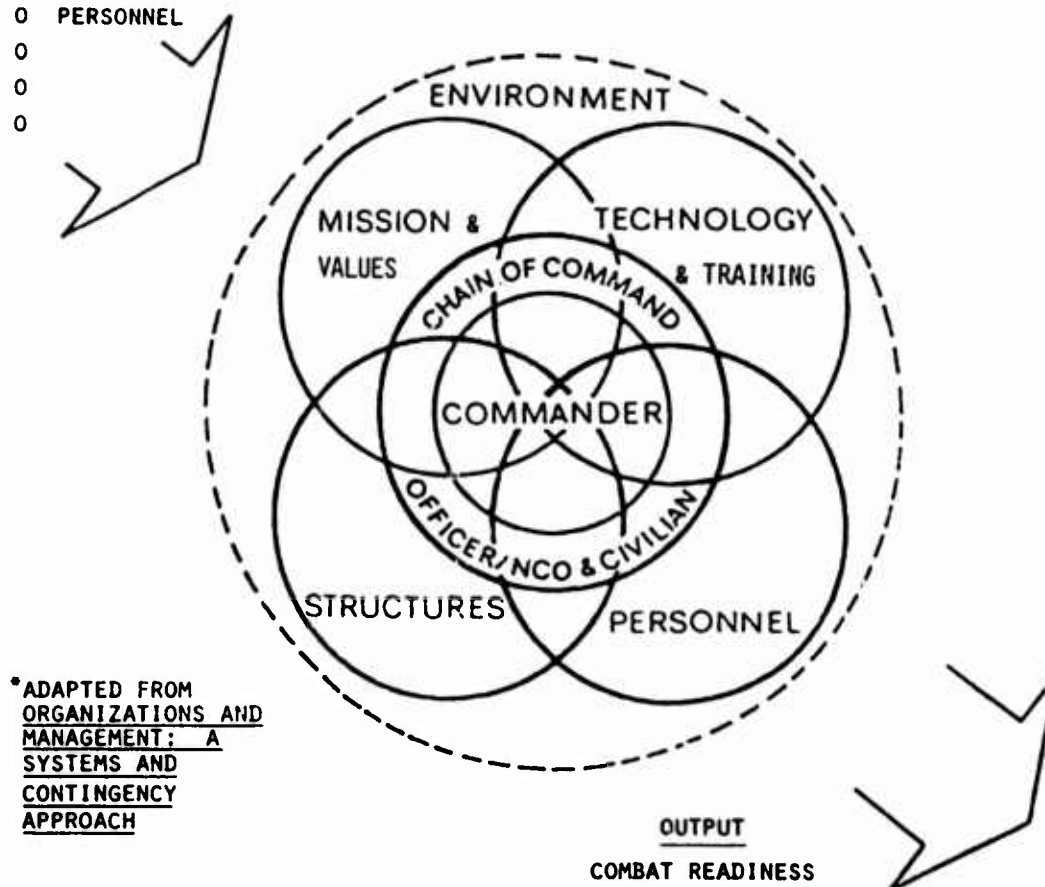 O PERSONNEL
O
O
O
ENVIRONMENT
MISSION &
VALUES
TECHNOLOGY
& TRAINING
CHAIN OF COMMAND
COMMANDER
OFFICER/NCO & CIVILIAN
STRUCTURES
PERSONNEL
*ADAPTED FROM
ORGANIZATIONS AND
MANAGEMENT; A
SYSTEMS AND
CONTINGENCY
APPROACH
OUTPUT
COMBAT READINESS